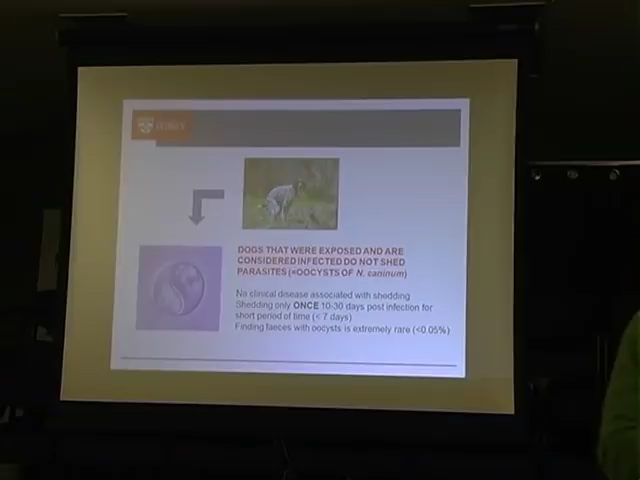 DOGS THAT WERE EXPOSED AND ARE
CONSIDERED INFECTED DO NOT SHED
PARASITES (=OOCYSTS OF N. caninum)
No clinical disease associated with shedding
Shedding only ONCE 10-30 days post infection for
short period of time (< 7 days)
Finding faeces with oocysts is extremely rare (<0.05%)